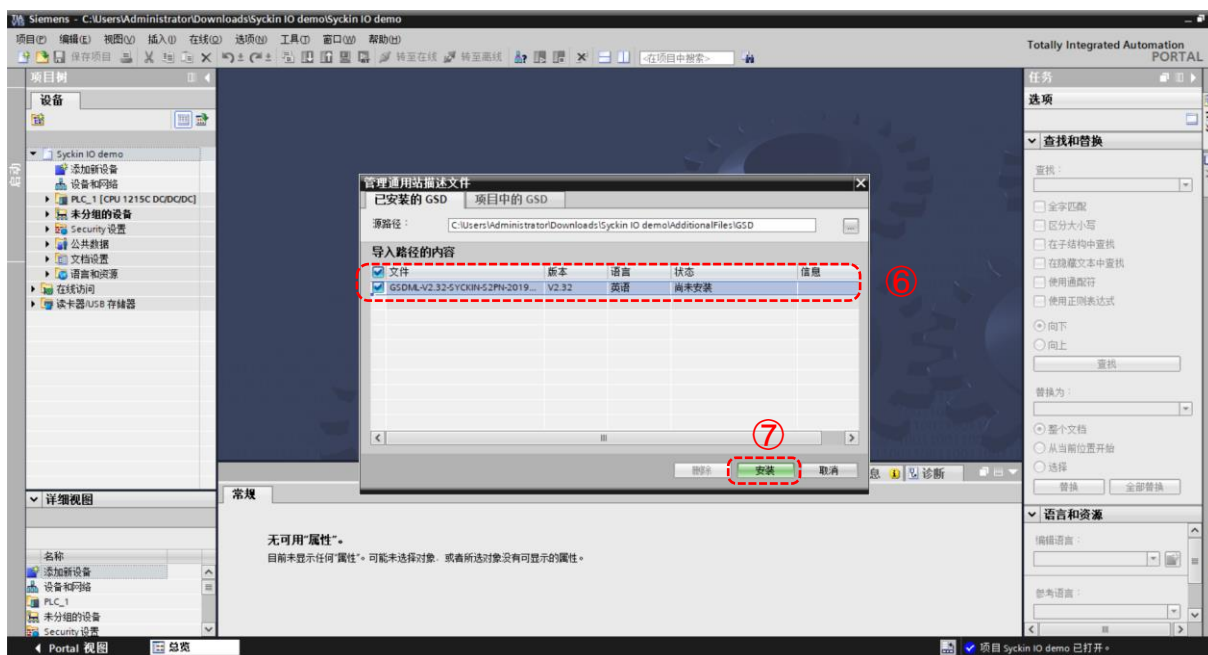 Siemens - C:\Users\Administrator\Downloads\Syckin IO demo\Syckin IO demo
项目(P) 编辑(E) 视图(V) 插入(I) 在线(O) 选项(N) 工具(T) 窗口(W) 帮助(H)
Totally Integrated Automation
PORTAL
保存项目 转至在线 转至离线 <在项目中搜索>
项目树
设备
启动
Syckin IO demo
添加新设备
设备和网络
PLC_1 [CPU 1215C DC/DC/DC]
未分组的设备
Security 设置
公共数据
文档设置
语言和资源
在线访问
读卡器/USB 存储器
管理通用站描述文件
已安装的 GSD 项目中的 GSD
源路径： C:\Users\Administrator\Downloads\Syckin IO demo\AdditionalFiles\GSD
导入路径的内容
文件 版本 语言 状态 信息
GSDML-V2.32-SYCKIN-S2PN-2019... V2.32 英语 尚未安装
⑥
⑦
删除 安装 取消
任务
选项
查找和替换
查找：
全字匹配
区分大小写
在子结构中查找
在隐藏文本中查找
使用通配符
使用正则表达式
向下
向上
查找
替换为：
整个文档
从当前位置开始
选择
替换 全部替换
语言和资源
编辑语言：
参考语言：
息 诊断
常规
无可用"属性"。
目前未显示任何"属性"。可能未选择对象，或者所选对象没有可显示的属性。
详细视图
名称
添加新设备
设备和网络
PLC_1
未分组的设备
Security 设置
Portal 视图 总览
项目 Syckin IO demo 已打开。